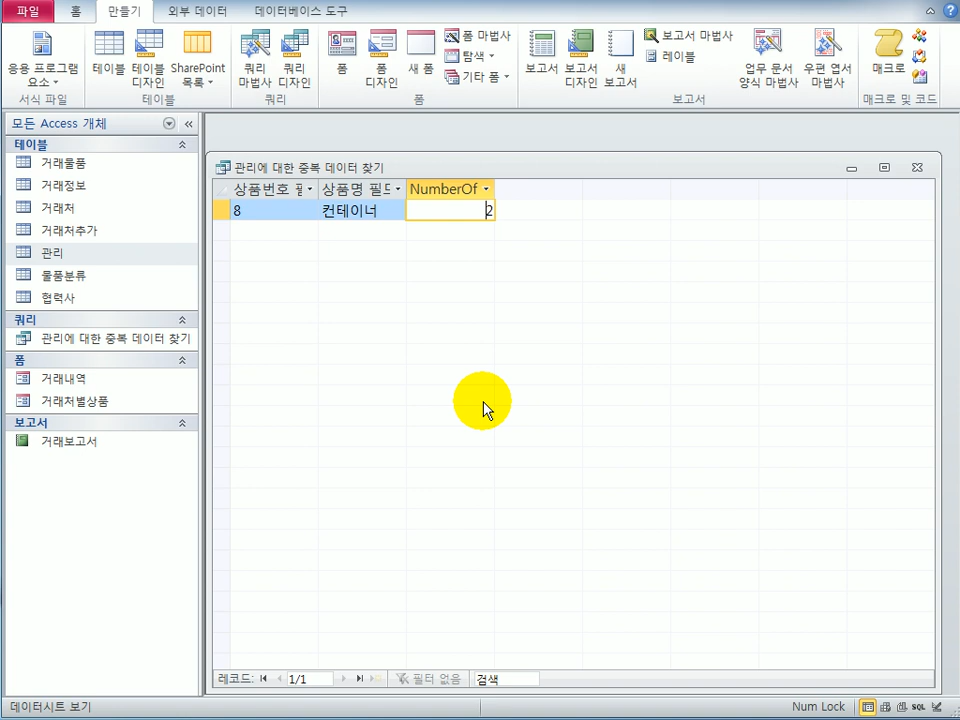 파일 홈 만들기 외부 데이터 데이터베이스 도구
응용 프로그램 요소 테이블 테이블 디자인 SharePoint 목록 쿼리 마법사 쿼리 디자인 폼 폼 디자인 새 폼 폼 마법사 탐색 기타 폼 보고서 보고서 디자인 새 보고서 보고서 마법사 레이블 업무 문서 양식 마법사 우편 엽서 마법사 매크로
서식 파일 테이블 쿼리 폼 보고서 매크로 및 코드
모든 Access 개체
테이블
거래물품
거래정보
거래처
거래처추가
관리
물품분류
협력사
쿼리
관리에 대한 중복 데이터 찾기
폼
거래내역
거래처별상품
보고서
거래보고서
관리에 대한 중복 데이터 찾기
상품번호 필 상품명 필드 NumberOf
8 컨테이너 2
레코드: 1/1 필터 없음 검색
데이터시트 보기 Num Lock SQL